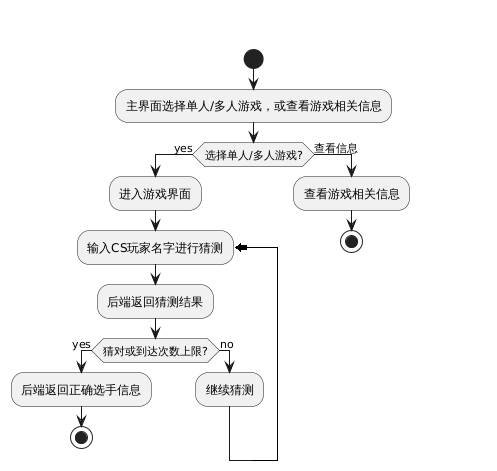 主界面选择单人/多人游戏，或查看游戏相关信息
yes
选择单人/多人游戏?
查看信息
进入游戏界面
查看游戏相关信息
输入CS玩家名字进行猜测
后端返回猜测结果
yes
猜对或到达次数上限?
no
后端返回正确选手信息
继续猜测